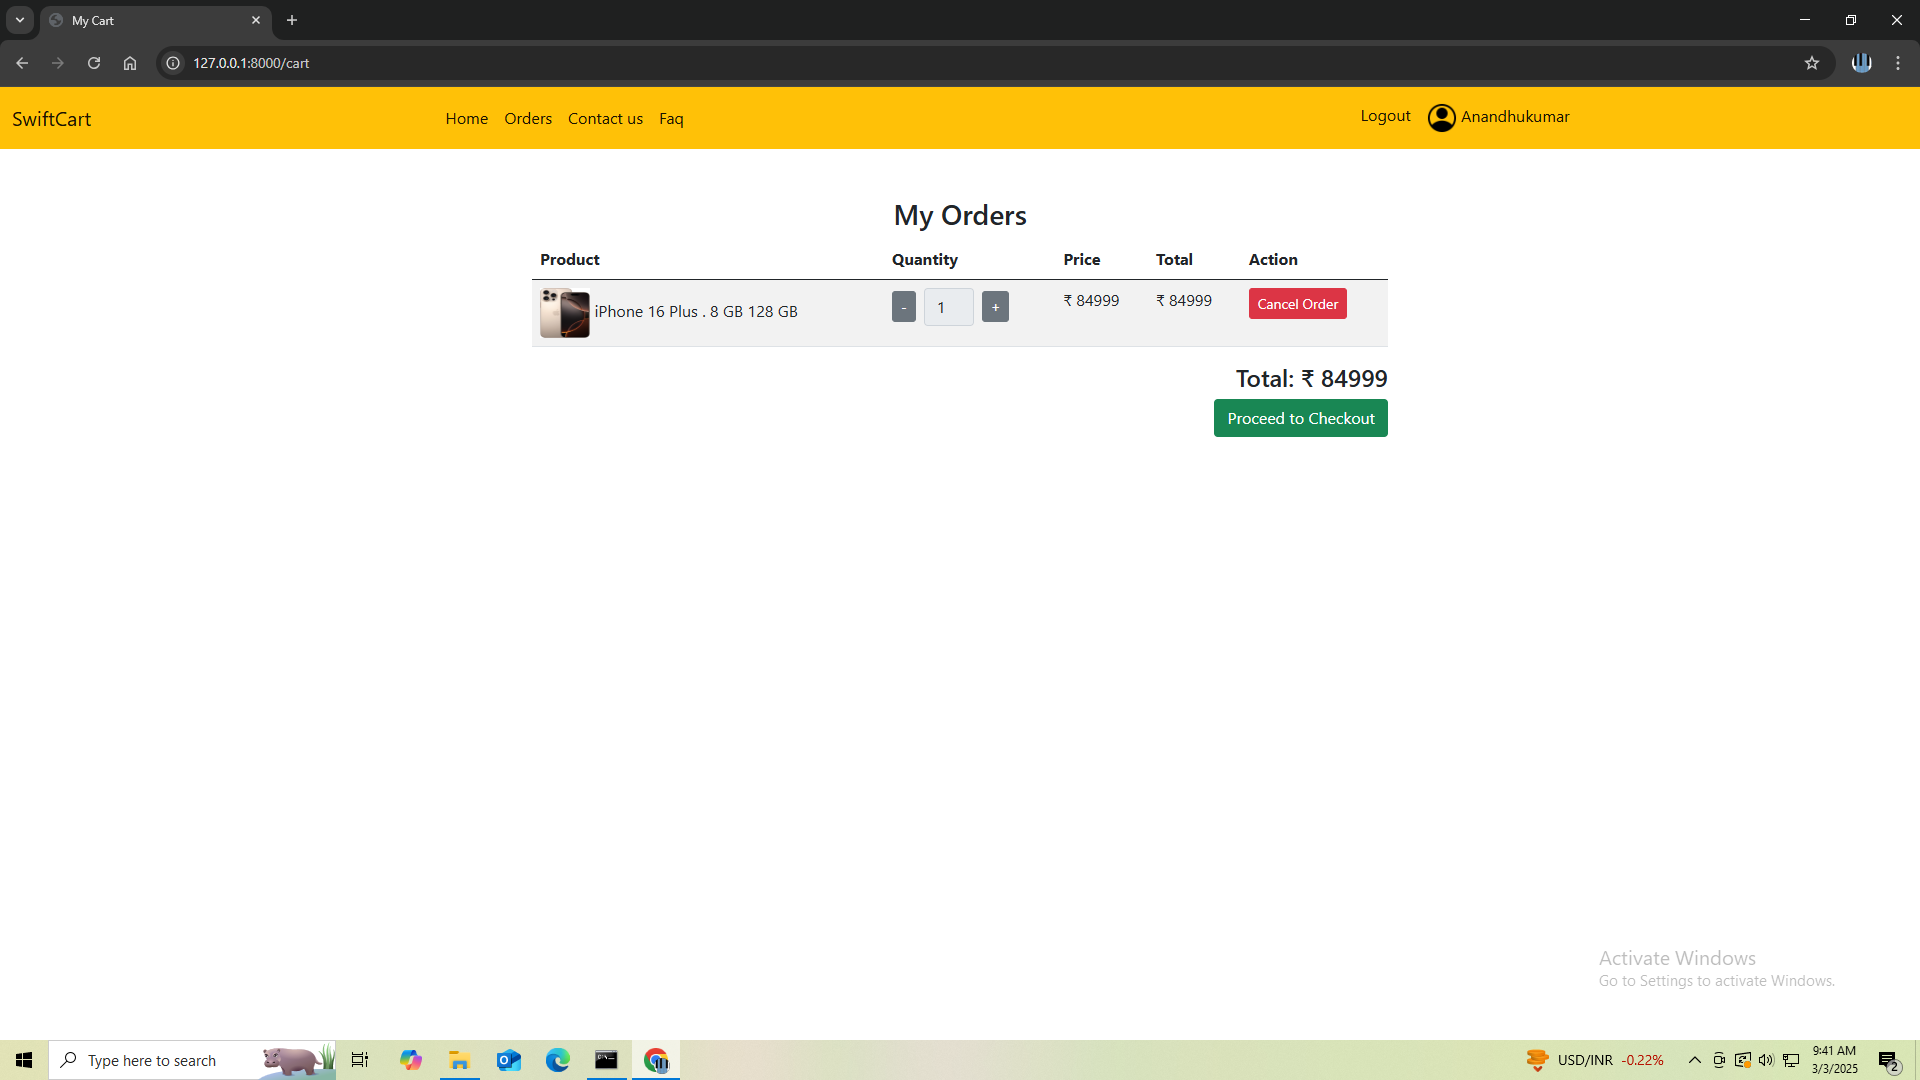 My Cart
127.0.0.1:8000/cart
SwiftCart Home Orders Contact us Faq Logout Anandhukumar
My Orders
Product Quantity Price Total Action
iPhone 16 Plus . 8 GB 128 GB - 1 + ₹ 84999 ₹ 84999 Cancel Order
Total: ₹ 84999
Proceed to Checkout
Activate Windows
Go to Settings to activate Windows.
Type here to search USD/INR -0.22% 9:41 AM
3/3/2025 2